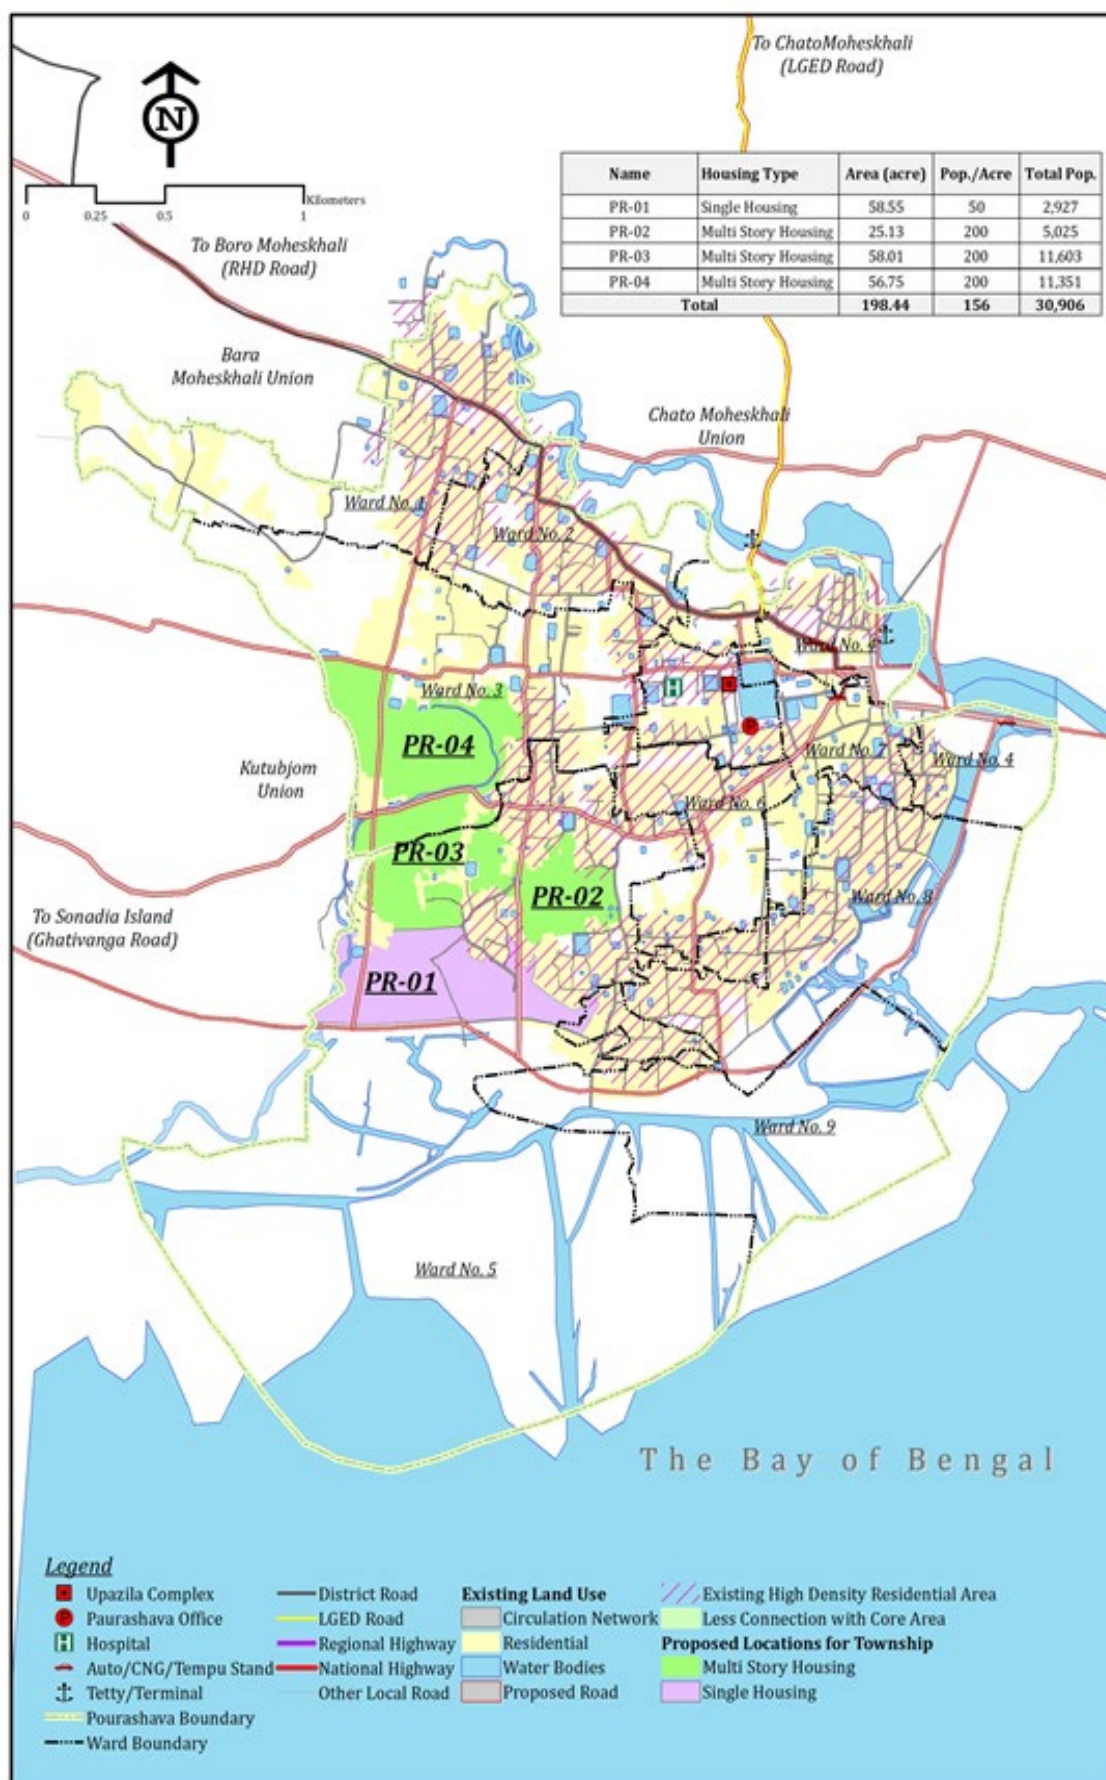 To ChatoMoheskhali
(LGED Road)
N
Kilometers
0 0.25 0.5 1
Name Housing Type Area (acre) Pop./Acre Total Pop.
PR-01 Single Housing 58.55 50 2,927
PR-02 Multi Story Housing 25.13 200 5,025
PR-03 Multi Story Housing 58.01 200 11,603
PR-04 Multi Story Housing 56.75 200 11,351
Total 198.44 156 30,906
To Boro Moheskhali
(RHD Road)
Bara
Moheskhali Union
Chato Moheskhali
Union
Ward No. 1
Ward No. 2
Ward No.
Ward No. 3
H
PR-04
P
Ward No. 7
Ward No. 4
Kutubjom
Union
Ward No. 6
PR-03
PR-02
Ward No. 8
To Sonadia Island
(Ghativanga Road)
PR-01
Ward No. 9
Ward No. 5
The Bay of Bengal
Legend
Upazila Complex
P Paurashava Office
H Hospital
Auto/CNG/Tempu Stand
Tetty/Terminal
Pourashava Boundary
Ward Boundary
District Road
LGED Road
Regional Highway
National Highway
Other Local Road
Existing Land Use
Circulation Network
Residential
Water Bodies
Proposed Road
Existing High Density Residential Area
Less Connection with Core Area
Proposed Locations for Township
Multi Story Housing
Single Housing